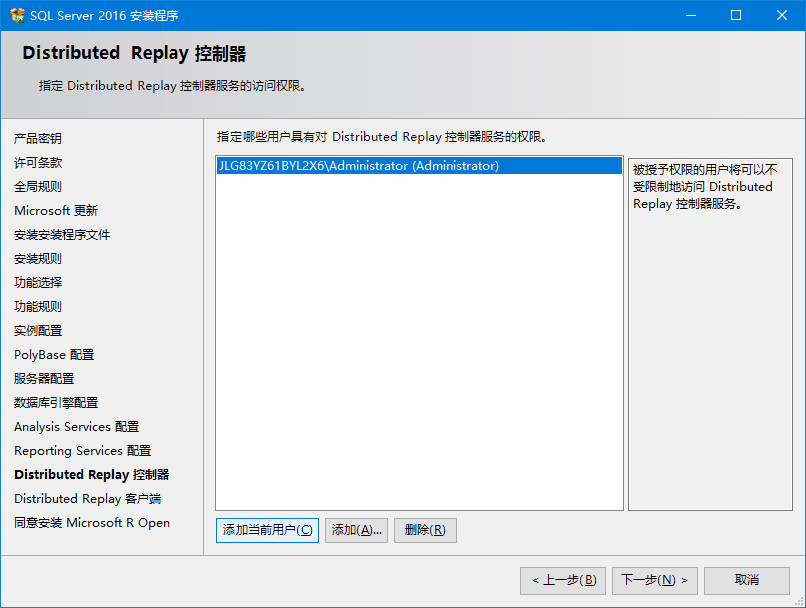 SQL Server 2016 安装程序
Distributed Replay 控制器
指定 Distributed Replay 控制器服务的访问权限。
产品密钥
许可条款
全局规则
Microsoft 更新
安装安装程序文件
安装规则
功能选择
功能规则
实例配置
PolyBase 配置
服务器配置
数据库引擎配置
Analysis Services 配置
Reporting Services 配置
Distributed Replay 控制器
Distributed Replay 客户端
同意安装 Microsoft R Open
指定哪些用户具有对 Distributed Replay 控制器服务的权限。
JLG83YZ61BYL2X6\Administrator (Administrator)
被授予权限的用户将可以不
受限制地访问 Distributed
Replay 控制器服务。
添加当前用户(C)
添加(A)...
删除(R)
< 上一步(B)
下一步(N) >
取消